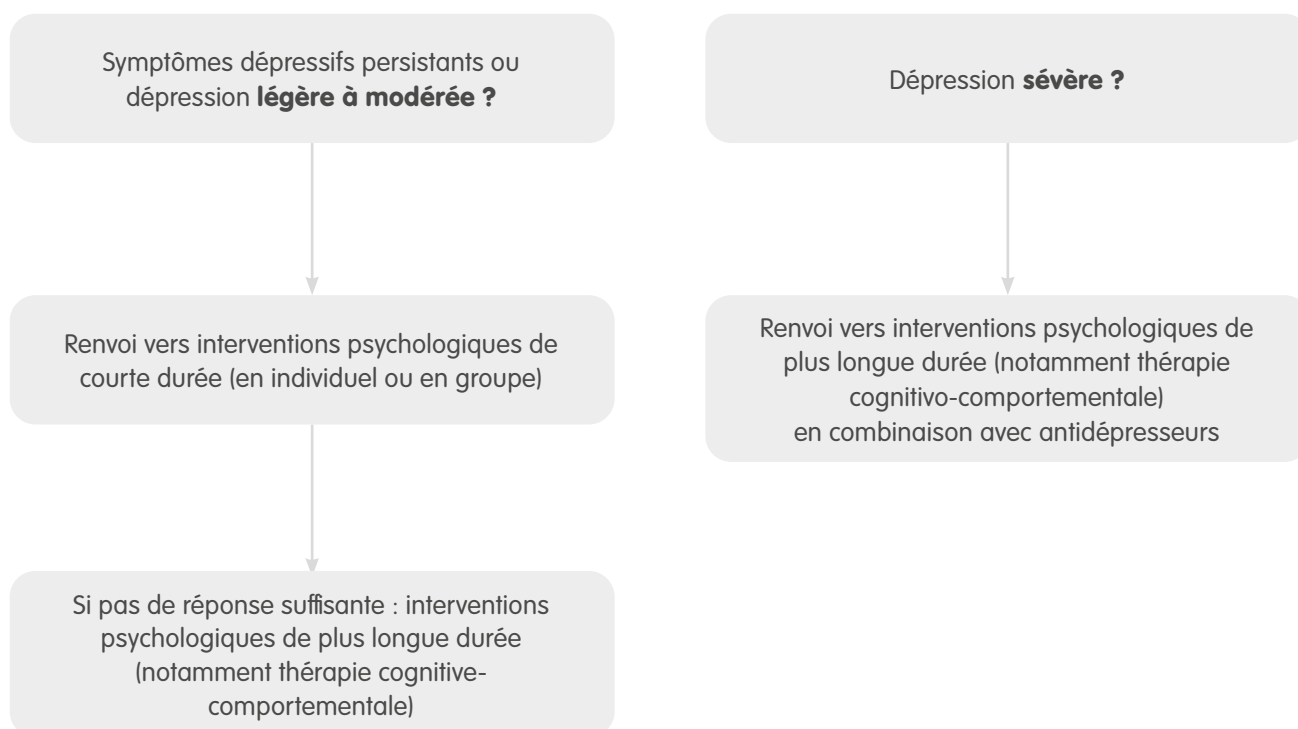 Symptômes dépressifs persistants ou
dépression légère à modérée ?
Renvoi vers interventions psychologiques de
courte durée (en individuel ou en groupe)
Si pas de réponse suffisante : interventions
psychologiques de plus longue durée
(notamment thérapie cognitive-
comportementale)
Dépression sévère ?
Renvoi vers interventions psychologiques de
plus longue durée (notamment thérapie
cognitivo-comportementale)
en combinaison avec antidépresseurs